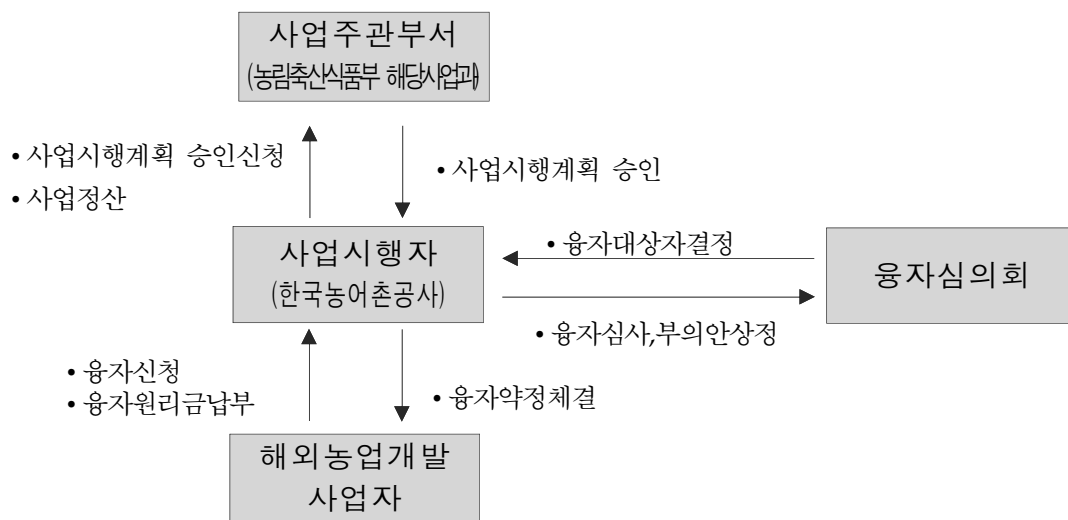 사업주관부서
(농림축산식품부 해당사업과)
• 사업시행계획 승인신청
• 사업정산
• 사업시행계획 승인
사업시행자
(한국농어촌공사)
• 융자대상자결정
융자심의회
• 융자심사,부의안상정
• 융자신청
• 융자원리금납부
• 융자약정체결
해외농업개발
사업자